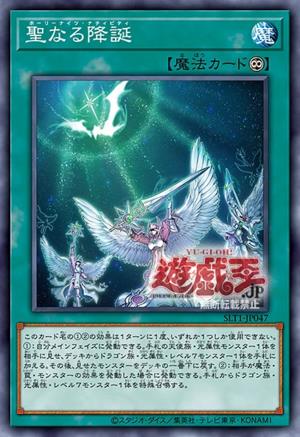 ホーリーナイツ・ナティビティ
聖なる降誕
魔
まほう
【魔法カード∞】
YU-GI-OH!
遊戯王.jp
無断転載禁止
SLT1-JP047
このカード名の①②の効果は1ターンに1度、いずれか1つしか使用できない。
①:自分メインフェイズに発動できる。手札の天使族・光属性モンスター1体
を相手に見せ、デッキからドラゴン族・光属性・レベル7モンスター1体を手札に
加える。その後、見せたモンスターをデッキの一番下に戻す。②:相手が魔法・
罠・モンスターの効果を発動した場合に発動できる。手札からドラゴン族・
光属性・レベル7モンスター1体を特殊召喚する。
©スタジオ・ダイス/集英社・テレビ東京・KONAMI